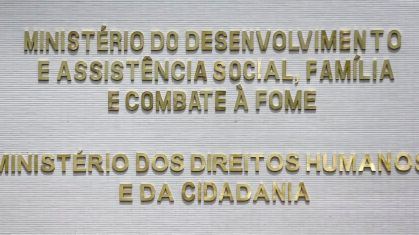 MINISTÉRIO DO DESENVOLVIMENTO
E ASSISTÊNCIA SOCIAL, FAMÍLIA
E COMBATE À FOME
MINISTÉRIO DOS DIREITOS HUMANOS
E DA CIDADANIA